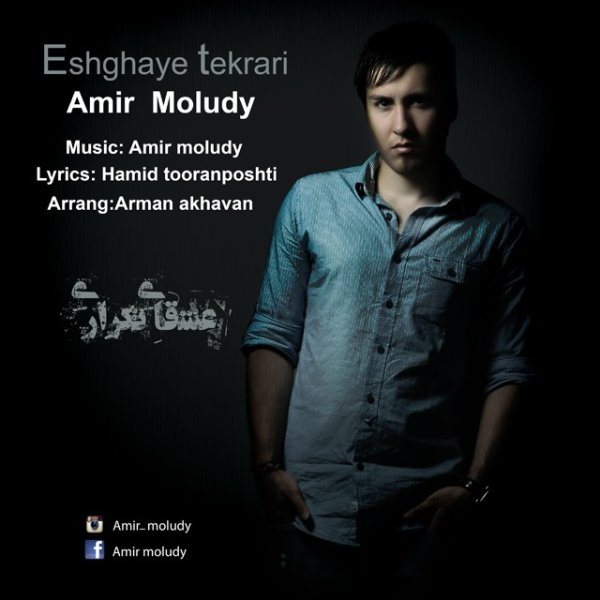 Eshghaye tekrari
Amir Moludy
Music: Amir moludy
Lyrics: Hamid tooranposhti
Arrang:Arman akhavan
عشقای تکراری
Amir_moludy
Amir moludy